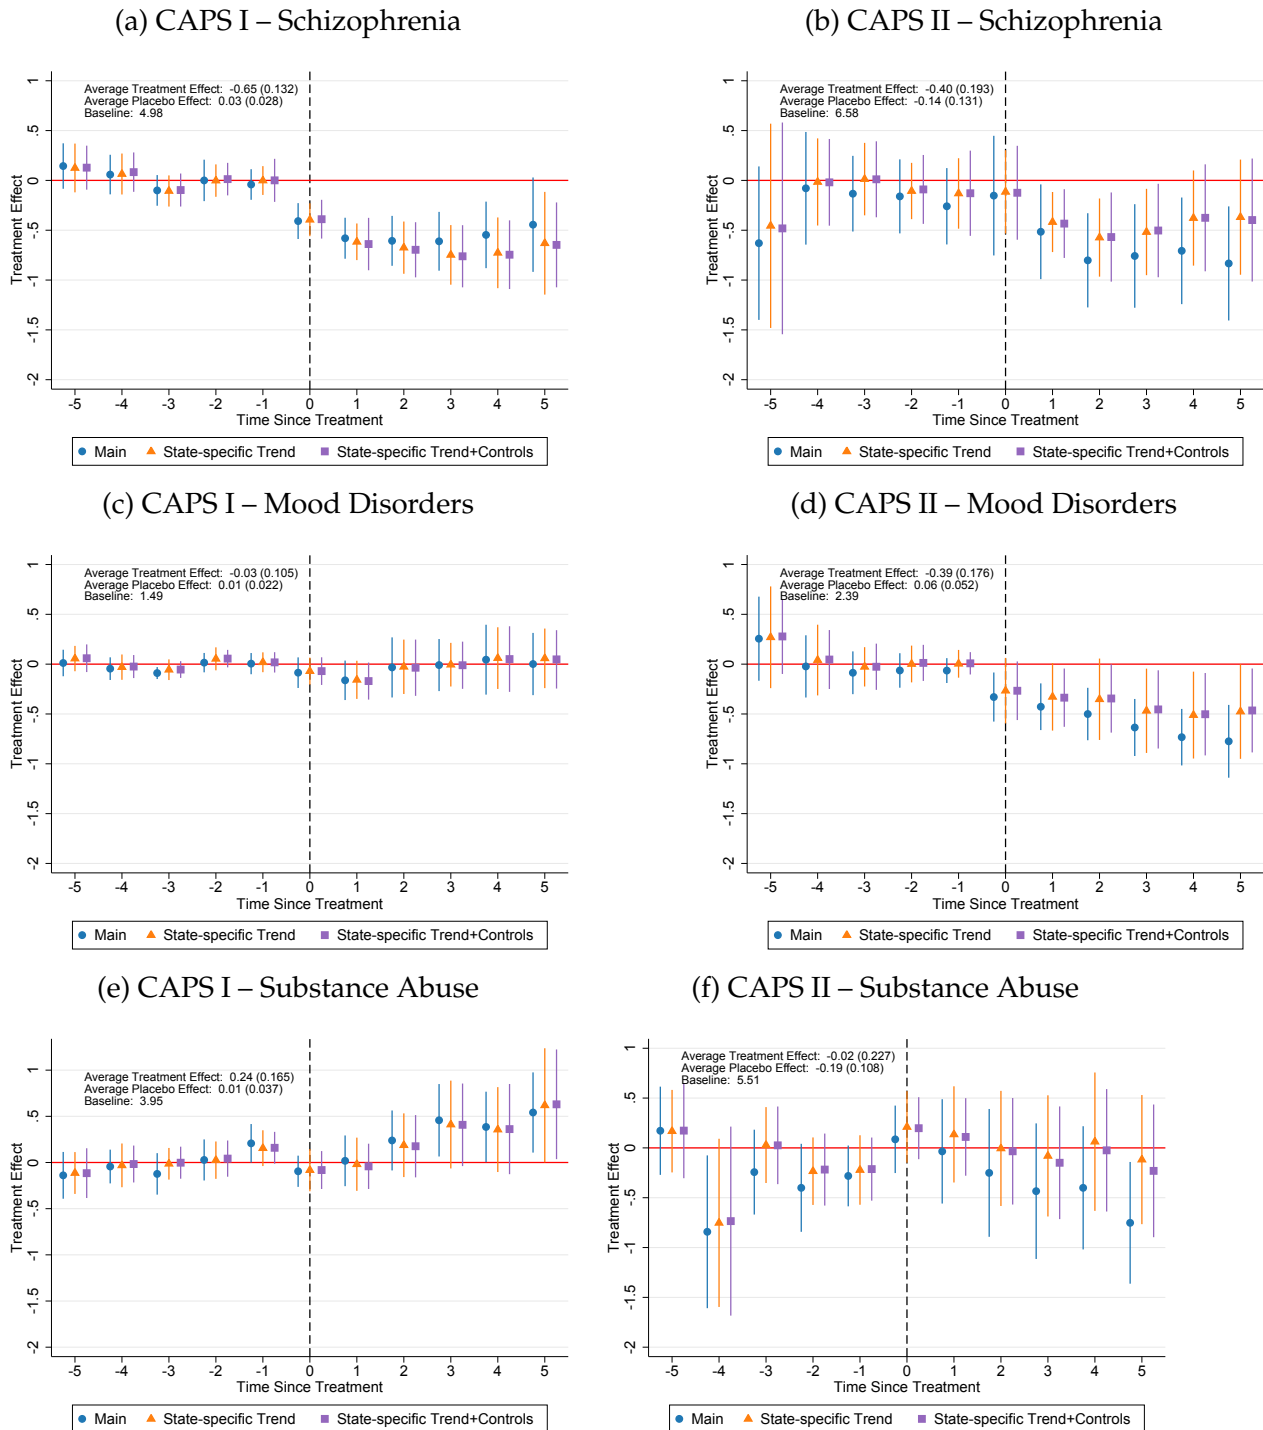 (a) CAPS I – Schizophrenia
Average Treatment Effect: -0.65 (0.132)
Average Placebo Effect: 0.03 (0.028)
Baseline: 4.98
Treatment Effect
1
.5
0
-.5
-1
-1.5
-2
-5 -4 -3 -2 -1 0 1 2 3 4 5
Time Since Treatment
Main State-specific Trend State-specific Trend+Controls
(b) CAPS II – Schizophrenia
Average Treatment Effect: -0.40 (0.193)
Average Placebo Effect: -0.14 (0.131)
Baseline: 6.58
Treatment Effect
1
.5
0
-.5
-1
-1.5
-2
-5 -4 -3 -2 -1 0 1 2 3 4 5
Time Since Treatment
Main State-specific Trend State-specific Trend+Controls
(c) CAPS I – Mood Disorders
Average Treatment Effect: -0.03 (0.105)
Average Placebo Effect: 0.01 (0.022)
Baseline: 1.49
Treatment Effect
1
.5
0
-.5
-1
-1.5
-2
-5 -4 -3 -2 -1 0 1 2 3 4 5
Time Since Treatment
Main State-specific Trend State-specific Trend+Controls
(d) CAPS II – Mood Disorders
Average Treatment Effect: -0.39 (0.176)
Average Placebo Effect: 0.06 (0.052)
Baseline: 2.39
Treatment Effect
1
.5
0
-.5
-1
-1.5
-2
-5 -4 -3 -2 -1 0 1 2 3 4 5
Time Since Treatment
Main State-specific Trend State-specific Trend+Controls
(e) CAPS I – Substance Abuse
Average Treatment Effect: 0.24 (0.165)
Average Placebo Effect: 0.01 (0.037)
Baseline: 3.95
Treatment Effect
1
.5
0
-.5
-1
-1.5
-2
-5 -4 -3 -2 -1 0 1 2 3 4 5
Time Since Treatment
Main State-specific Trend State-specific Trend+Controls
(f) CAPS II – Substance Abuse
Average Treatment Effect: -0.02 (0.227)
Average Placebo Effect: -0.19 (0.108)
Baseline: 5.51
Treatment Effect
1
.5
0
-.5
-1
-1.5
-2
-5 -4 -3 -2 -1 0 1 2 3 4 5
Time Since Treatment
Main State-specific Trend State-specific Trend+Controls